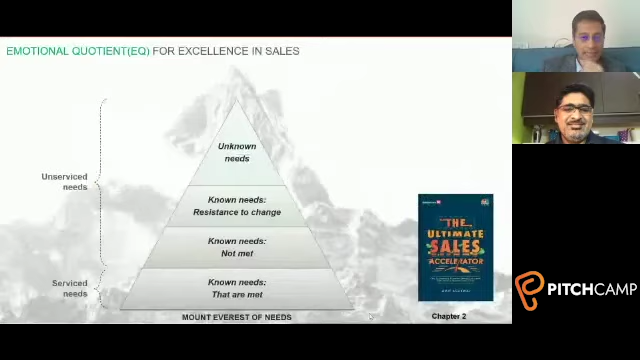 EMOTIONAL QUOTIENT(EQ) FOR EXCELLENCE IN SALES
Unknown
needs
Unserviced
needs
Known needs:
Resistance to change
Known needs:
Not met
Serviced
needs
Known needs:
That are met
MOUNT EVEREST OF NEEDS
THE
ULTIMATE
SALES
ACCELERATOR
Chapter 2
PITCHCAMP